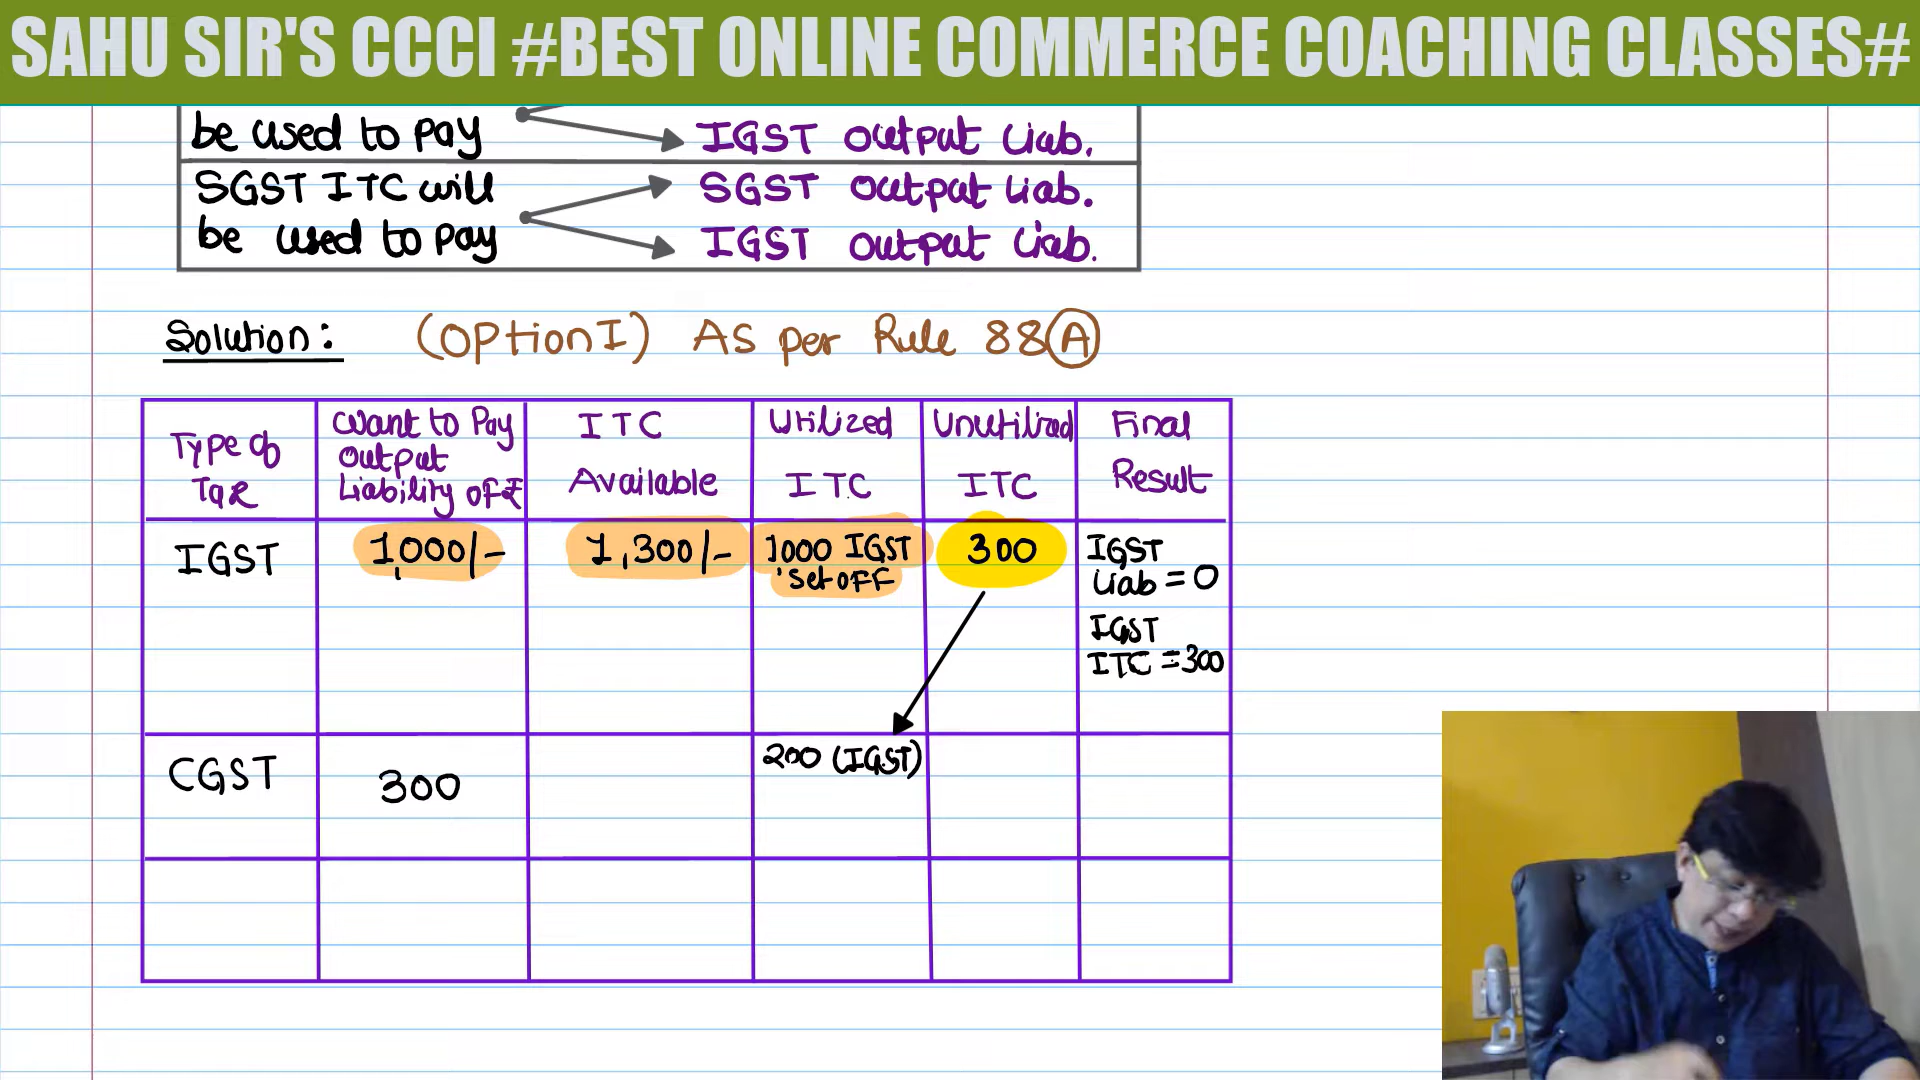 SAHU SIR'S CCCI #BEST ONLINE COMMERCE COACHING CLASSES#
be used to pay
IGST output Liab.
SGST ITC will
be used to pay
SGST output Liab.
IGST output Liab.
Solution: (OPtion I) AS per Rule 88(A)
Type of
Tax
Want to Pay
output
Liability of ₹
ITC
Available
Utilized
ITC
Unutilized
ITC
Final
Result
IGST
1,000/-
1,300/-
1000 IGST
Set OFF
300
IGST
Liab = 0
IGST
ITC = 300
CGST
300
200 (IGST)